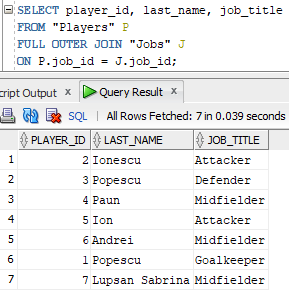 SELECT player_id, last_name, job_title
FROM "Players" P
FULL OUTER JOIN "Jobs" J
ON P.job_id = J.job_id;
cript Output × Query Result ×
SQL | All Rows Fetched: 7 in 0.039 seconds
PLAYER_ID LAST_NAME JOB_TITLE
1 2 Ionescu Attacker
2 3 Popescu Defender
3 4 Paun Midfielder
4 5 Ion Attacker
5 6 Andrei Midfielder
6 1 Popescu Goalkeeper
7 7 Lupsan Sabrina Midfielder